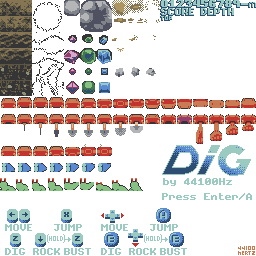 0123456789-m
SCORE DEPTH
HP
DiG
by 44100Hz
Press Enter/A
X A
MOVE JUMP MOVE JUMP
Z [HOLD] Z B [HOLD] B
DIG ROCK BUST DIG ROCK BUST
44100
HERTZ